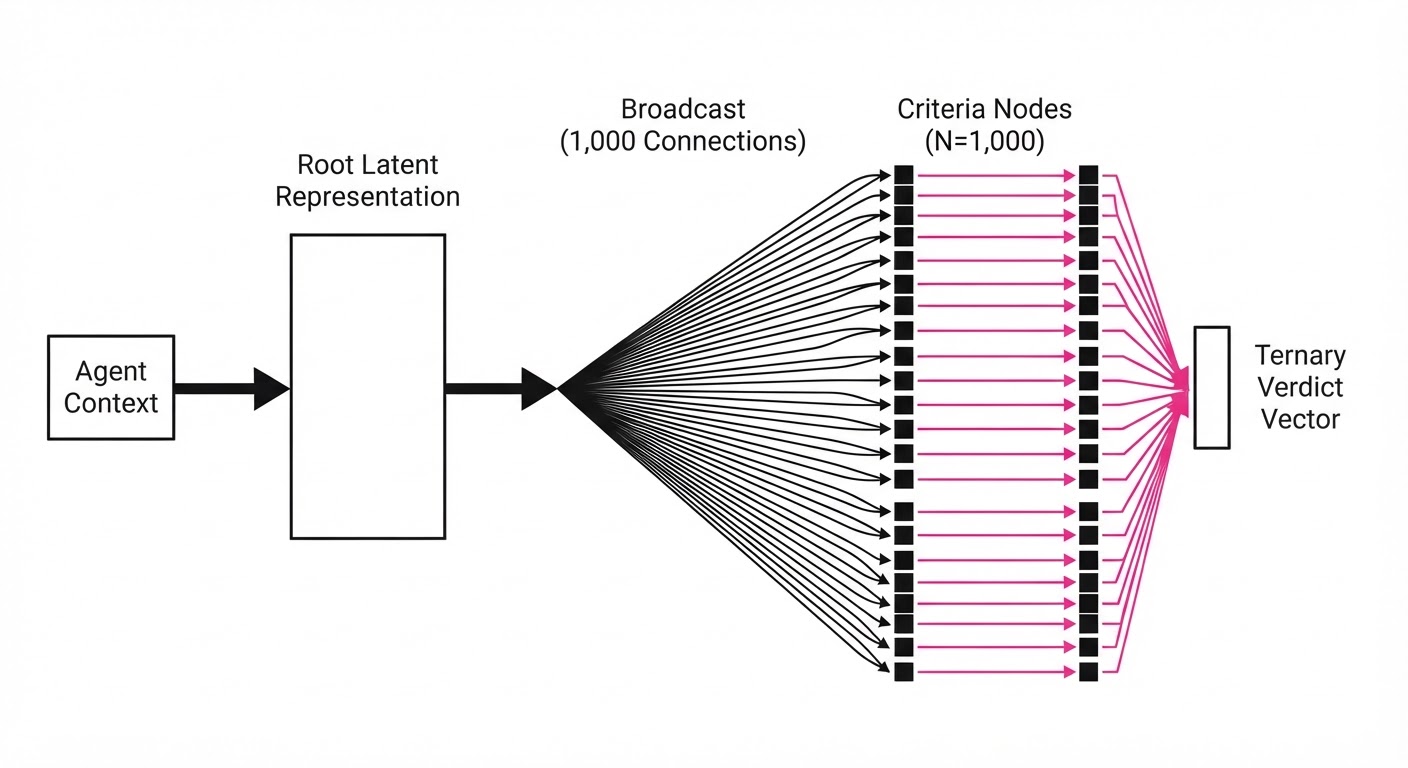 Broadcast
(1,000 Connections)
Criteria Nodes
(N=1,000)
Root Latent
Representation
Agent
Context
Ternary
Verdict
Vector